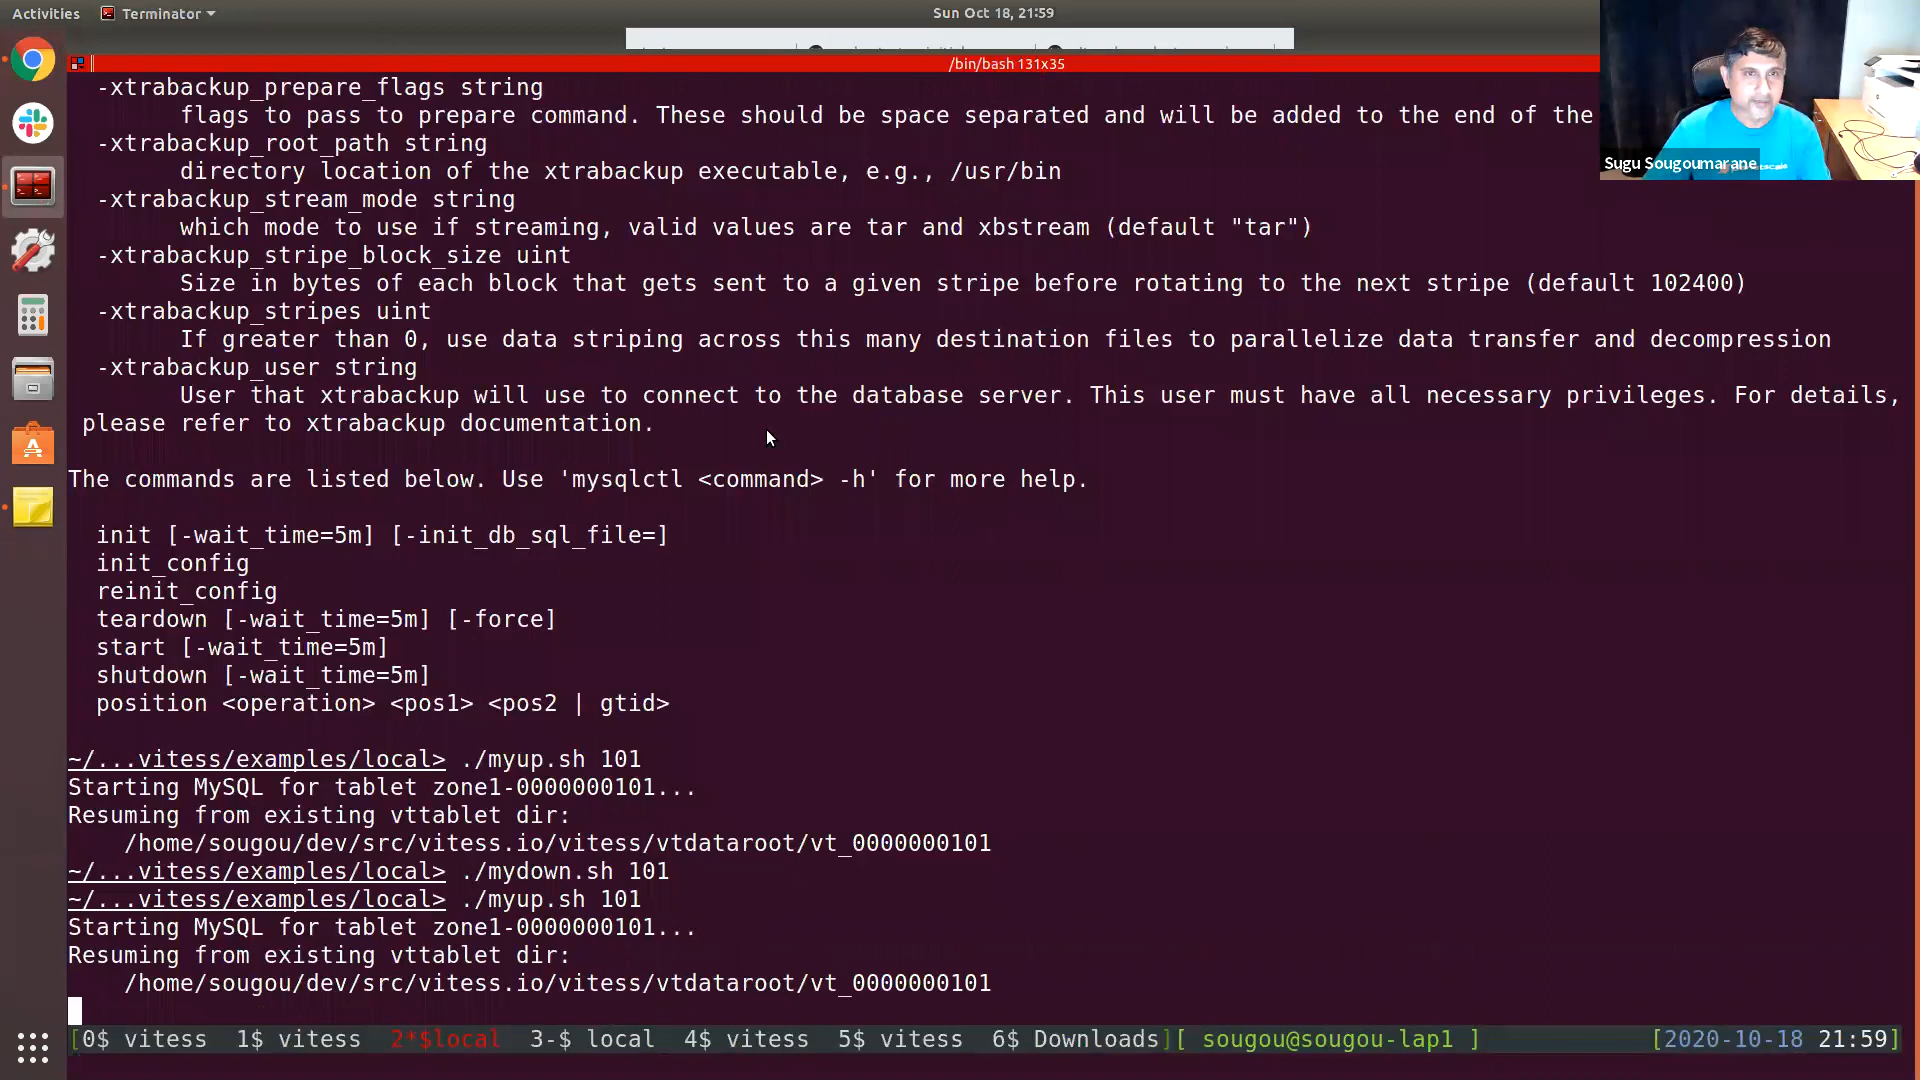 Activities Terminator Sun Oct 18, 21:59
/bin/bash 131x35
-xtrabackup_prepare_flags string
flags to pass to prepare command. These should be space separated and will be added to the end of the
-xtrabackup_root_path string
directory location of the xtrabackup executable, e.g., /usr/bin
-xtrabackup_stream_mode string
which mode to use if streaming, valid values are tar and xbstream (default "tar")
-xtrabackup_stripe_block_size uint
Size in bytes of each block that gets sent to a given stripe before rotating to the next stripe (default 102400)
-xtrabackup_stripes uint
If greater than 0, use data striping across this many destination files to parallelize data transfer and decompression
-xtrabackup_user string
User that xtrabackup will use to connect to the database server. This user must have all necessary privileges. For details,
please refer to xtrabackup documentation.
The commands are listed below. Use 'mysqlctl <command> -h' for more help.
init [-wait_time=5m] [-init_db_sql_file=]
init_config
reinit_config
teardown [-wait_time=5m] [-force]
start [-wait_time=5m]
shutdown [-wait_time=5m]
position <operation> <pos1> <pos2 | gtid>
~/...vitess/examples/local> ./myup.sh 101
Starting MySQL for tablet zone1-0000000101...
Resuming from existing vttablet dir:
/home/sougou/dev/src/vitess.io/vitess/vtdataroot/vt_0000000101
~/...vitess/examples/local> ./mydown.sh 101
~/...vitess/examples/local> ./myup.sh 101
Starting MySQL for tablet zone1-0000000101...
Resuming from existing vttablet dir:
/home/sougou/dev/src/vitess.io/vitess/vtdataroot/vt_0000000101
[0$ vitess 1$ vitess 2*$local 3-$ local 4$ vitess 5$ vitess 6$ Downloads][ sougou@sougou-lap1 ] [2020-10-18 21:59]
Sugu Sougoumarane